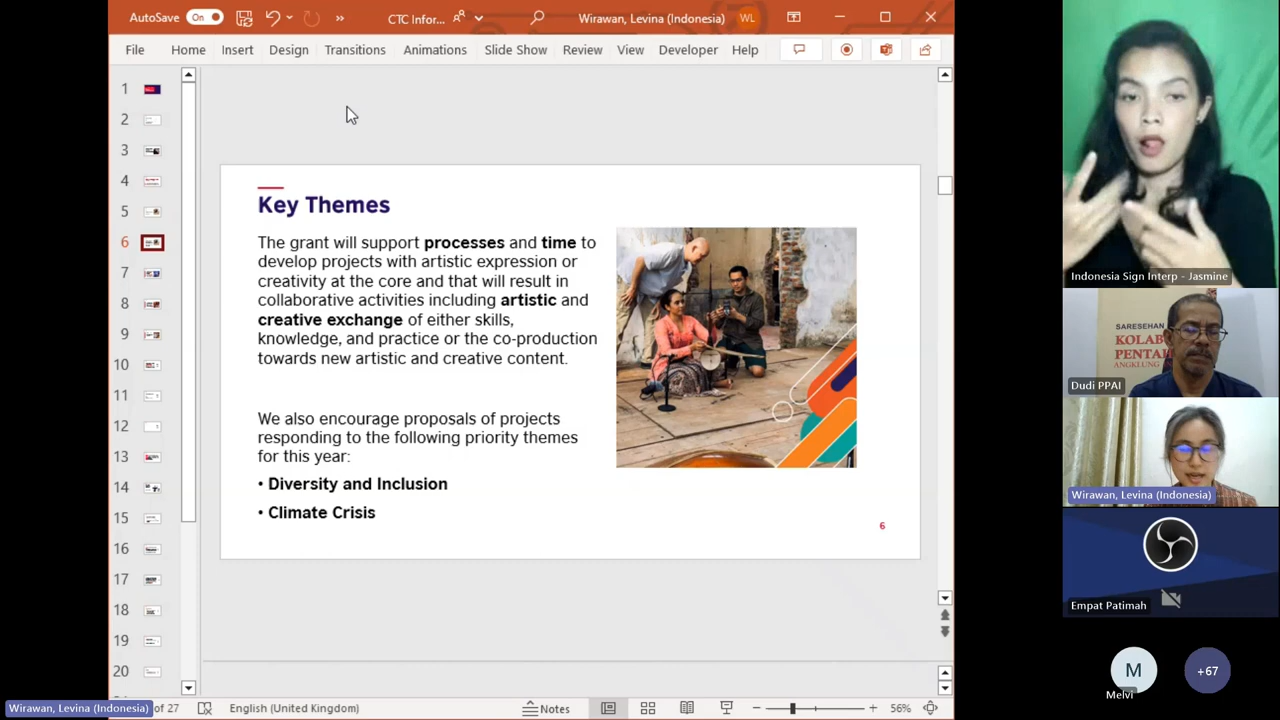 AutoSave On CTC Infor... Wirawan, Levina (Indonesia) WL
File Home Insert Design Transitions Animations Slide Show Review View Developer Help
1
2
3
4
5
6
7
8
9
10
11
12
13
14
15
16
17
18
19
20
Key Themes
The grant will support processes and time to
develop projects with artistic expression or
creativity at the core and that will result in
collaborative activities including artistic and
creative exchange of either skills,
knowledge, and practice or the co-production
towards new artistic and creative content.
We also encourage proposals of projects
responding to the following priority themes
for this year:
• Diversity and Inclusion
• Climate Crisis
6
Wirawan, Levina (Indonesia) of 27 English (United Kingdom) Notes 56%
Indonesia Sign Interp - Jasmine
SARESEHAN
KOLAB
PENTA
ANGKLUNG
Dudi PPAI
Wirawan, Levina (Indonesia)
Empat Patimah
M +67
Melvi